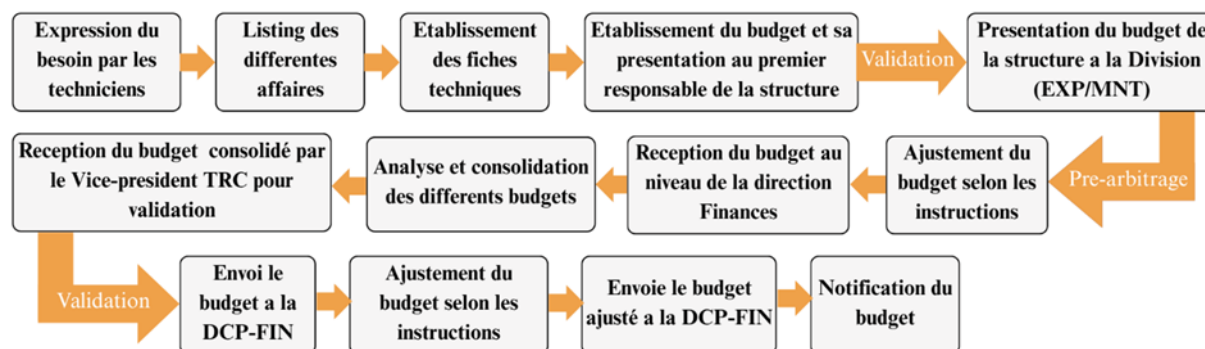 Expression du
besoin par les
techniciens
Listing des
differentes
affaires
Etablissement
des fiches
techniques
Etablissement du budget et sa
presentation au premier
responsable de la structure
Validation
Presentation du budget de
la structure a la Division
(EXP/MNT)
Pre-arbitrage
Ajustement du
budget selon les
instructions
Reception du budget au
niveau de la direction
Finances
Analyse et consolidation
des differents budgets
Reception du budget consolidé par
le Vice-president TRC pour
validation
Validation
Envoi le
budget a la
DCP-FIN
Ajustement du
budget selon les
instructions
Envoie le budget
ajusté a la DCP-FIN
Notification du
budget